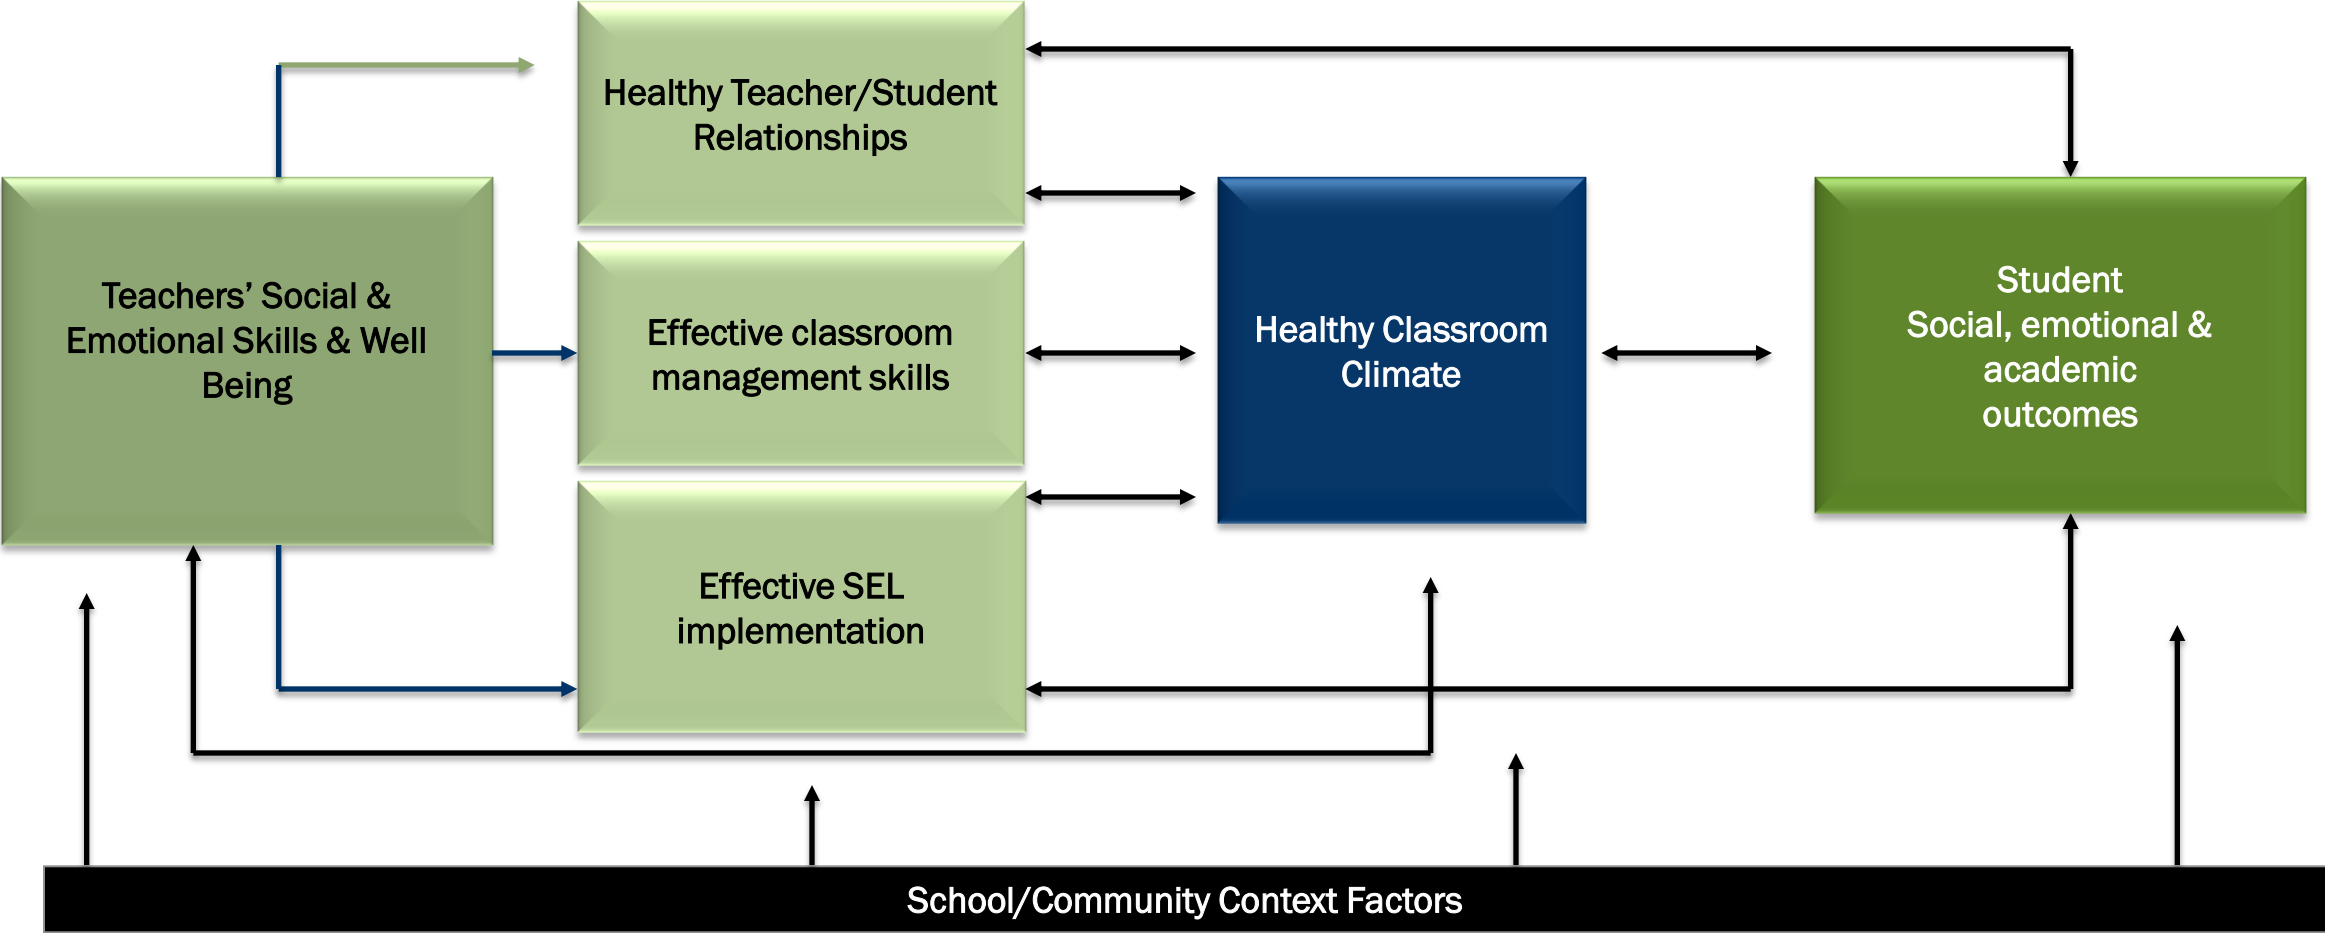 Healthy Teacher/Student
Relationships
Teachers’ Social &
Emotional Skills & Well
Being
Effective classroom
management skills
Healthy Classroom
Climate
Student
Social, emotional &
academic
outcomes
Effective SEL
implementation
School/Community Context Factors